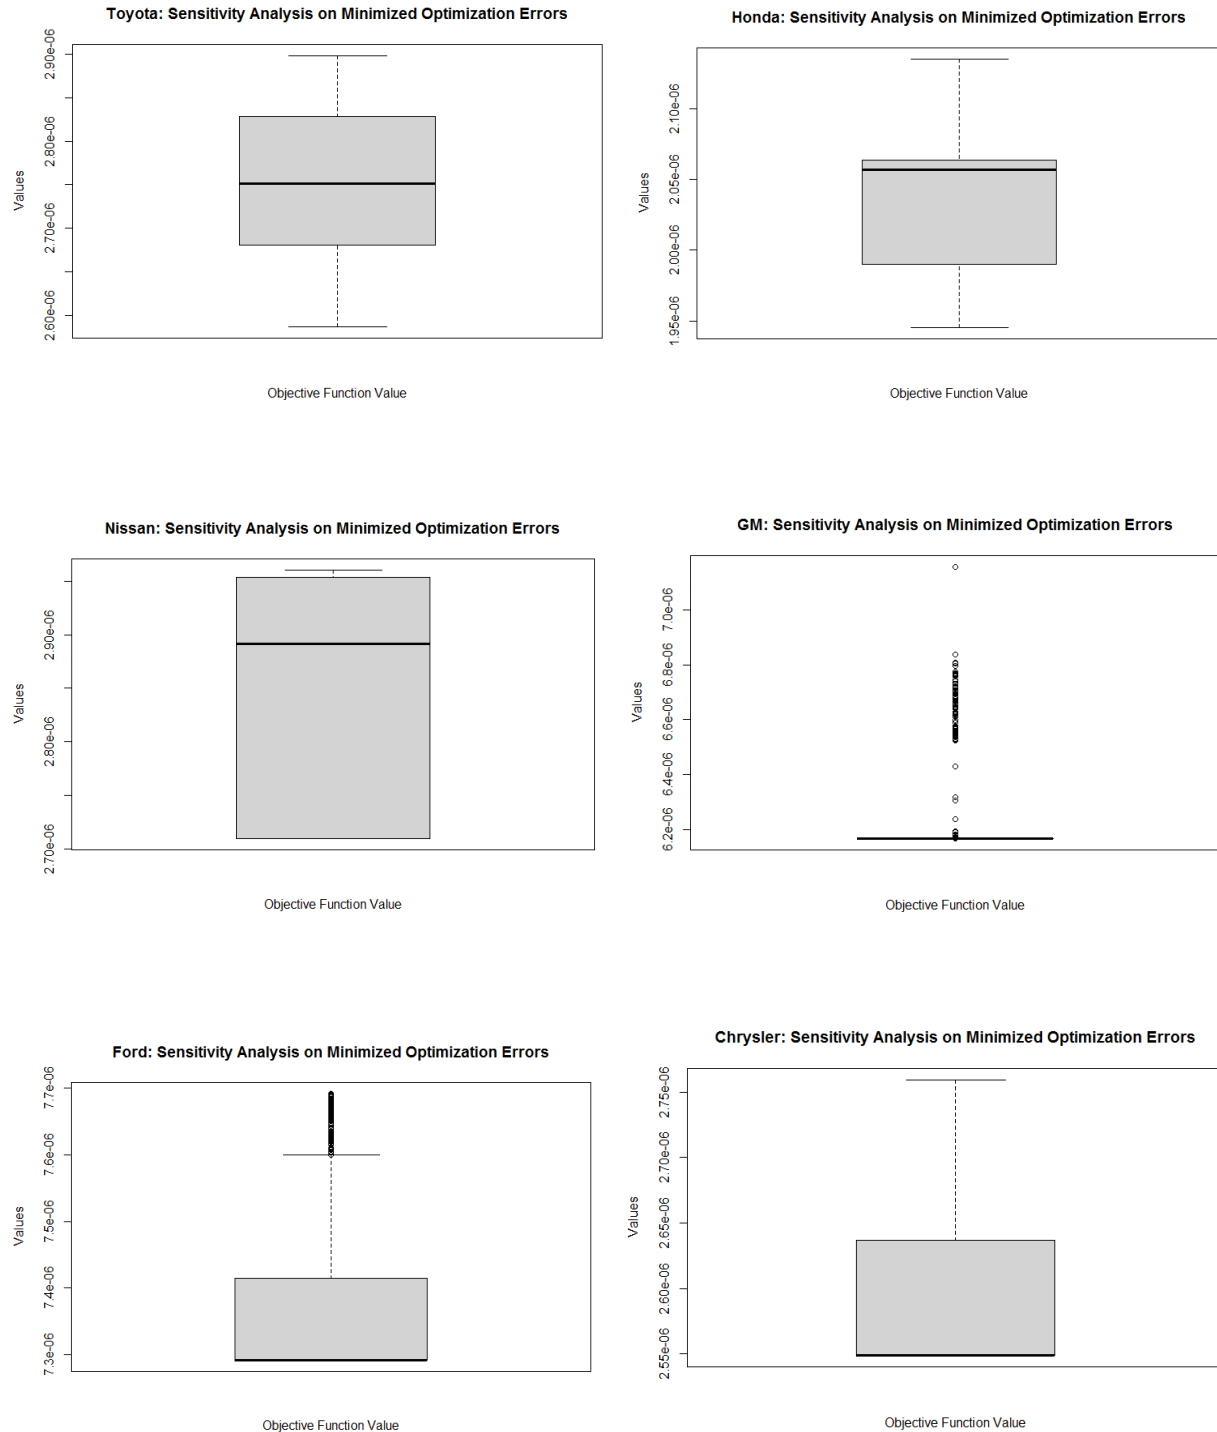 Toyota: Sensitivity Analysis on Minimized Optimization Errors
2.90e-06
2.80e-06
2.70e-06
2.60e-06
Values
Objective Function Value
Honda: Sensitivity Analysis on Minimized Optimization Errors
2.10e-06
2.05e-06
2.00e-06
1.95e-06
Values
Objective Function Value
Nissan: Sensitivity Analysis on Minimized Optimization Errors
2.90e-06
2.80e-06
2.70e-06
Values
Objective Function Value
GM: Sensitivity Analysis on Minimized Optimization Errors
7.0e-06
6.8e-06
6.6e-06
6.4e-06
6.2e-06
Values
Objective Function Value
Ford: Sensitivity Analysis on Minimized Optimization Errors
7.7e-06
7.6e-06
7.5e-06
7.4e-06
7.3e-06
Values
Objective Function Value
Chrysler: Sensitivity Analysis on Minimized Optimization Errors
2.75e-06
2.70e-06
2.65e-06
2.60e-06
2.55e-06
Values
Objective Function Value